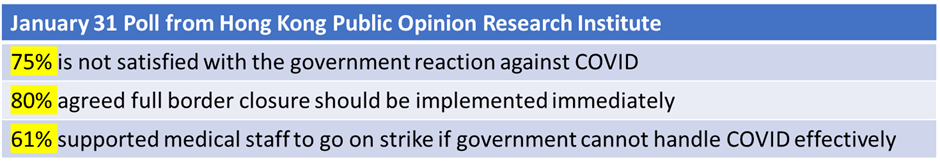 January 31 Poll from Hong Kong Public Opinion Research Institute
75% is not satisfied with the government reaction against COVID
80% agreed full border closure should be implemented immediately
61% supported medical staff to go on strike if government cannot handle COVID effectively